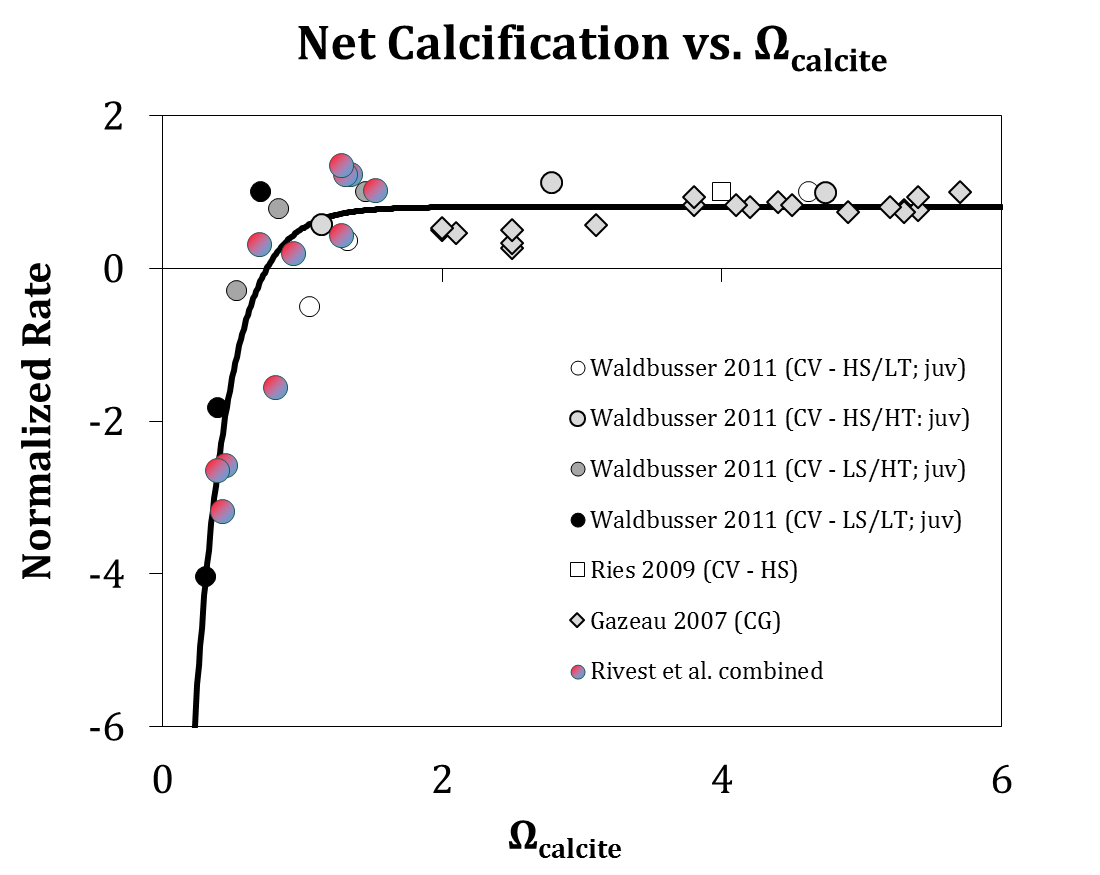 Net Calcification vs. Ωcalcite
2
0
-2
-4
-6
Normalized Rate
Waldbusser 2011 (CV - HS/LT; juv)
Waldbusser 2011 (CV - HS/HT: juv)
Waldbusser 2011 (CV - LS/HT; juv)
Waldbusser 2011 (CV - LS/LT; juv)
Ries 2009 (CV - HS)
Gazeau 2007 (CG)
Rivest et al. combined
0 2 4 6
Ωcalcite